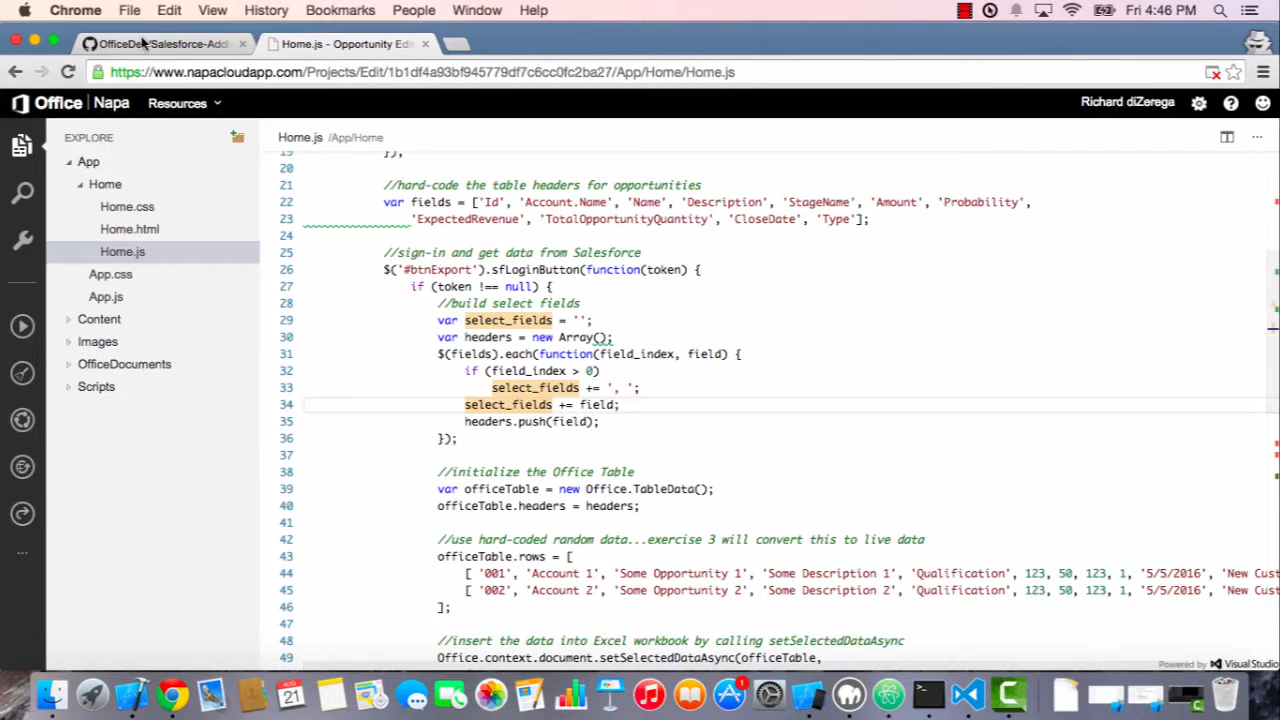 Chrome File Edit View History Bookmarks People Window Help Fri 4:46 PM
OfficeDev/Salesforce-Addi Home.js - Opportunity Edi
https://www.napacloudapp.com/Projects/Edit/1b1df4a93bf945779df7c6cc0fc2ba27/App/Home/Home.js
Office Napa Resources Richard diZerega
EXPLORE
App
Home
Home.css
Home.html
Home.js
App.css
App.js
Content
Images
OfficeDocuments
Scripts
Home.js /App/Home
19 });
20
21 //hard-code the table headers for opportunities
22 var fields = ['Id', 'Account.Name', 'Name', 'Description', 'StageName', 'Amount', 'Probability',
23 'ExpectedRevenue', 'TotalOpportunityQuantity', 'CloseDate', 'Type'];
24
25 //sign-in and get data from Salesforce
26 $('#btnExport').sfLoginButton(function(token) {
27 if (token !== null) {
28 //build select fields
29 var select_fields = '';
30 var headers = new Array();
31 $(fields).each(function(field_index, field) {
32 if (field_index > 0)
33 select_fields += ', ';
34 select_fields += field;
35 headers.push(field);
36 });
37
38 //initialize the Office Table
39 var officeTable = new Office.TableData();
40 officeTable.headers = headers;
41
42 //use hard-coded random data...exercise 3 will convert this to live data
43 officeTable.rows = [
44 [ '001', 'Account 1', 'Some Opportunity 1', 'Some Description 1', 'Qualification', 123, 50, 123, 1, '5/5/2016', 'New Cust
45 [ '002', 'Account 2', 'Some Opportunity 2', 'Some Description 2', 'Qualification', 123, 50, 123, 1, '5/5/2016', 'New Cust
46 ];
47
48 //insert the data into Excel workbook by calling setSelectedDataAsync
49 Office.context.document.setSelectedDataAsync(officeTable,
Powered by Visual Studio
AUG
21
1